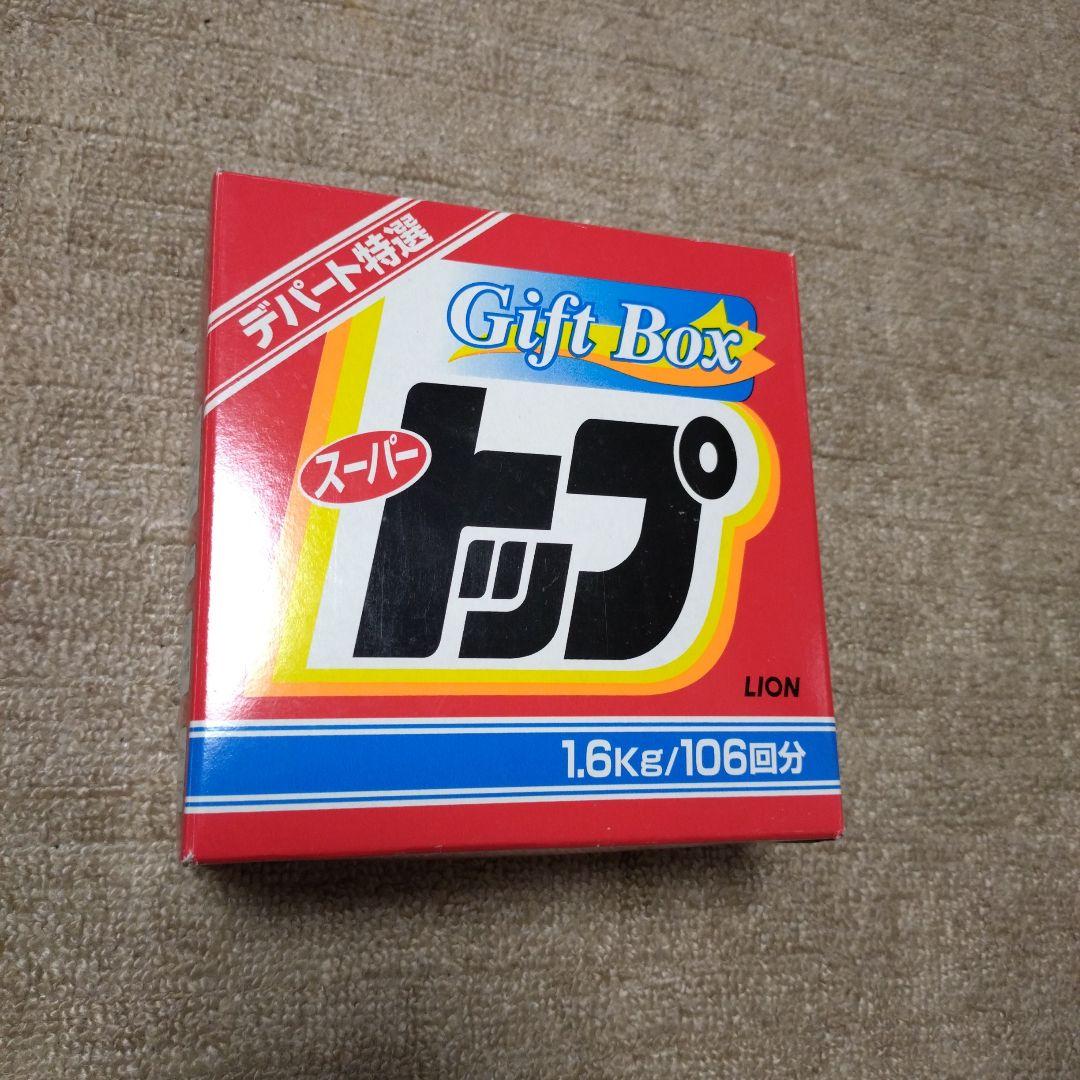 デパート特選
Gift Box
スーパー
トップ
LION
1.6Kg/106回分